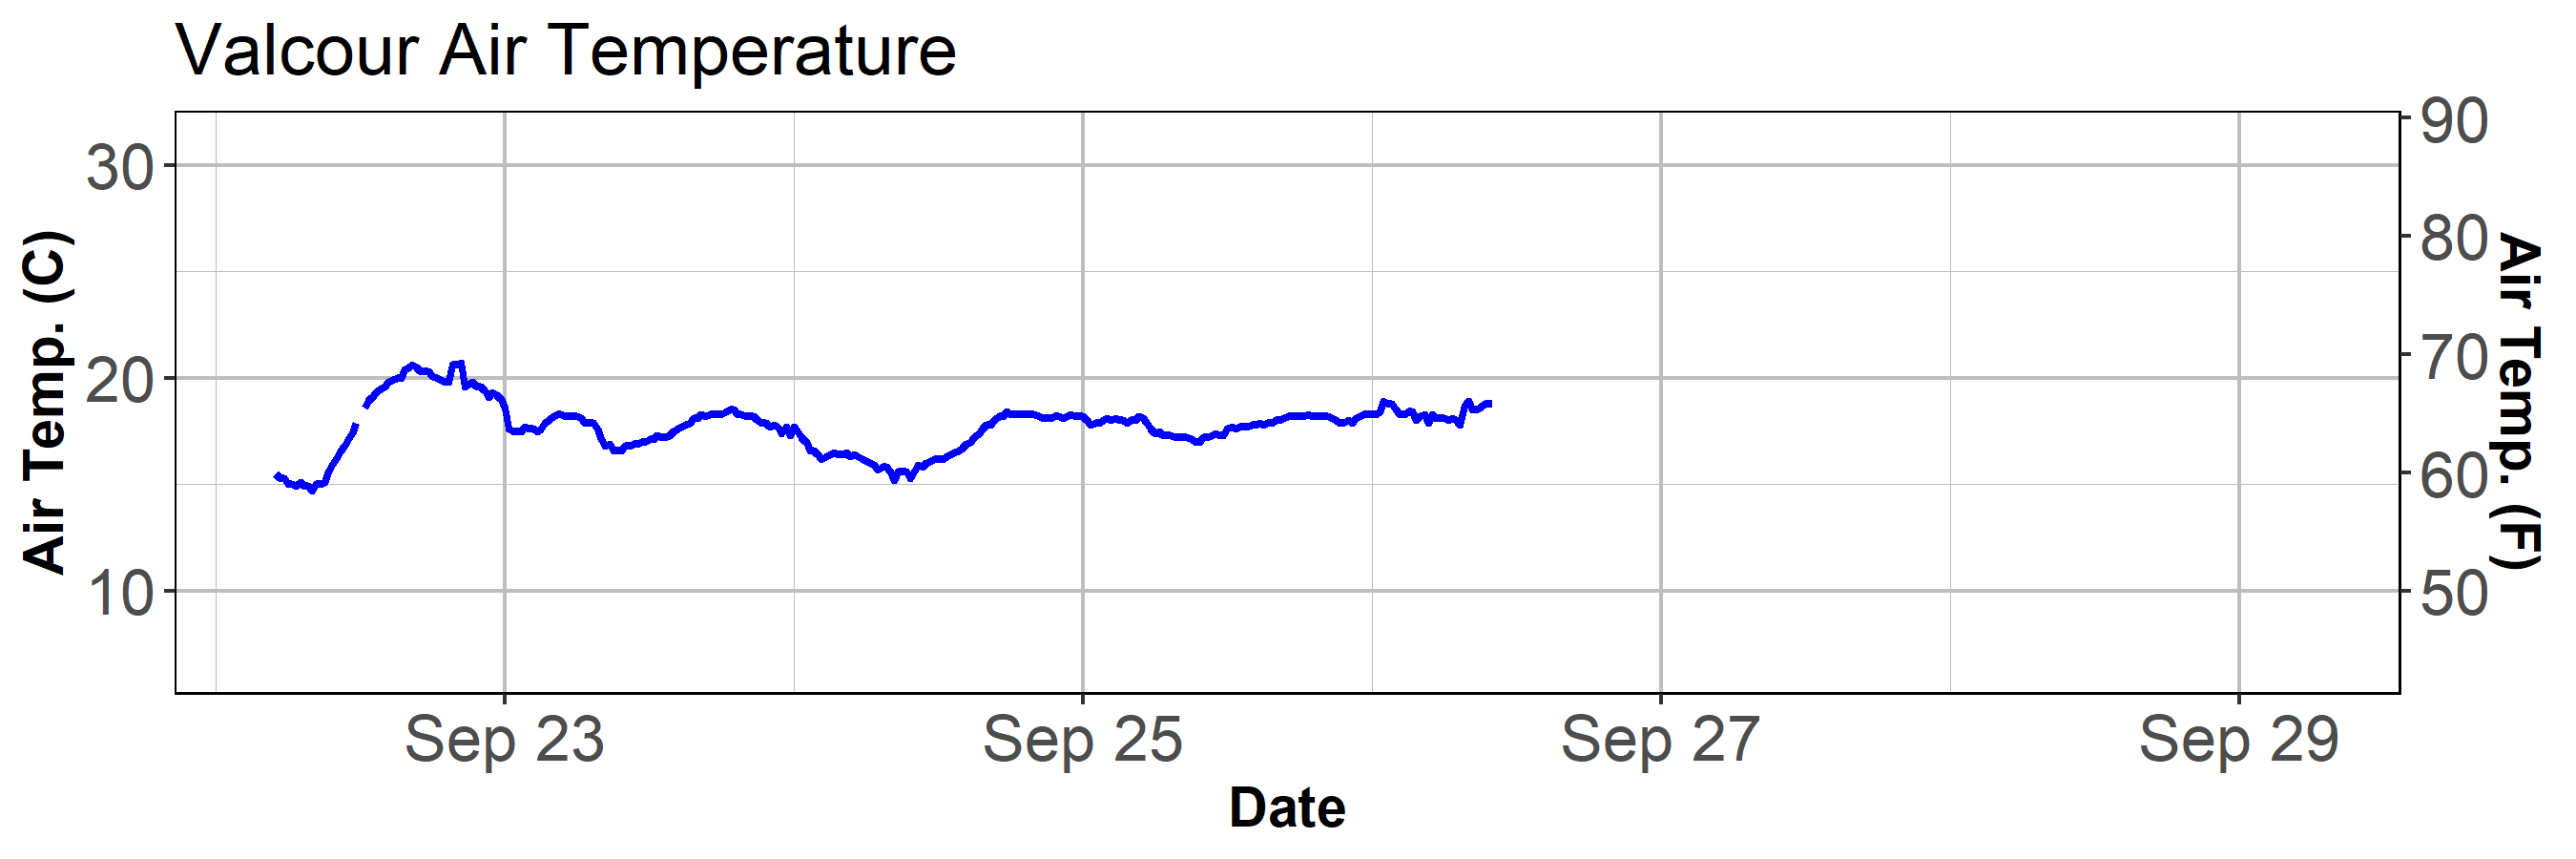 Valcour Air Temperature
Air Temp. (C)
30
20
10
90
80
70
60
50
Air Temp. (F)
Sep 23
Sep 25
Sep 27
Sep 29
Date